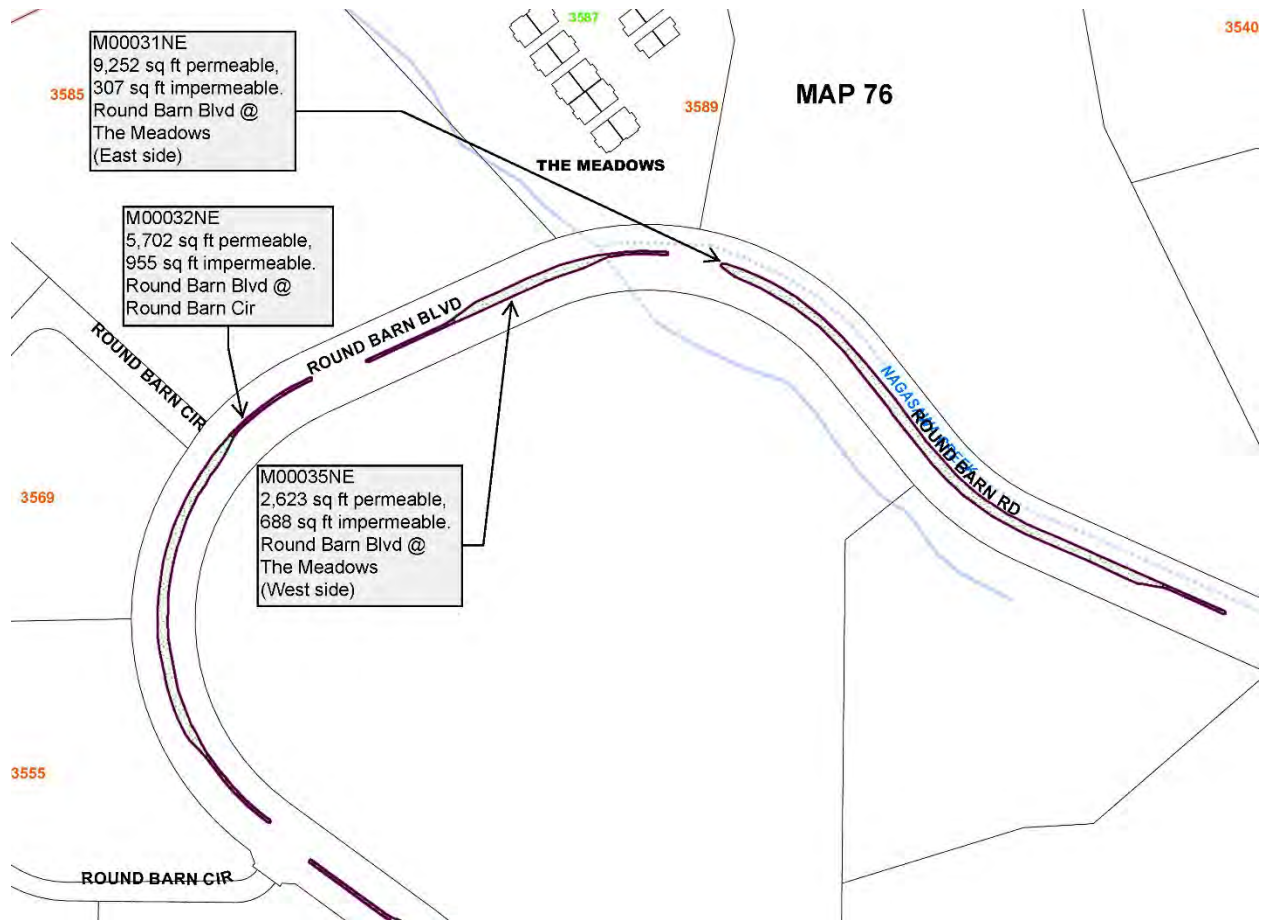 3587
3540
M00031NE
9,252 sq ft permeable,
307 sq ft impermeable.
Round Barn Blvd @
The Meadows
(East side)
3585
3589
MAP 76
THE MEADOWS
M00032NE
5,702 sq ft permeable,
955 sq ft impermeable.
Round Barn Blvd @
Round Barn Cir
ROUND BARN BLVD
ROUND BARN CIR
NAGASAWA CREEK
ROUND BARN RD
M00035NE
2,623 sq ft permeable,
688 sq ft impermeable.
Round Barn Blvd @
The Meadows
(West side)
3569
3555
ROUND BARN CIR